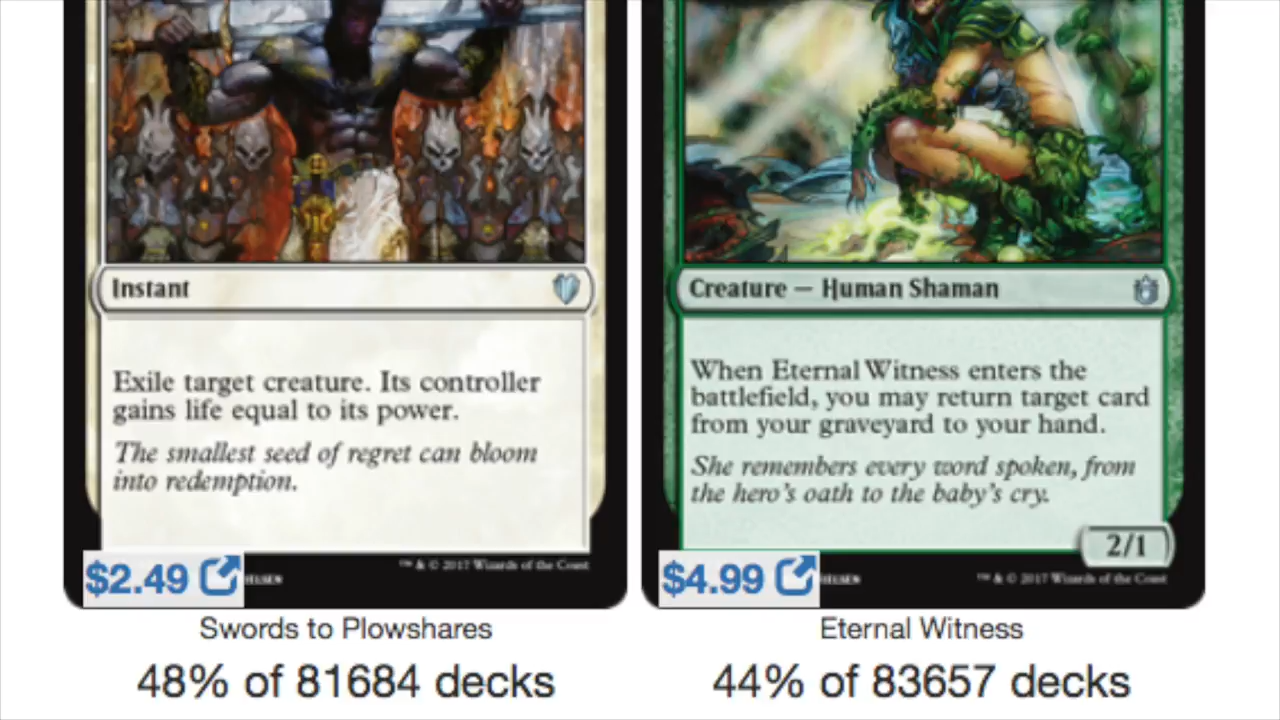 Instant
Exile target creature. Its controller
gains life equal to its power.
The smallest seed of regret can bloom
into redemption.
$2.49
™ & © 2017 Wizards of the Coast
Swords to Plowshares
48% of 81684 decks
Creature — Human Shaman
When Eternal Witness enters the
battlefield, you may return target card
from your graveyard to your hand.
She remembers every word spoken, from
the hero's oath to the baby's cry.
2/1
$4.99
™ & © 2017 Wizards of the Coast
Eternal Witness
44% of 83657 decks